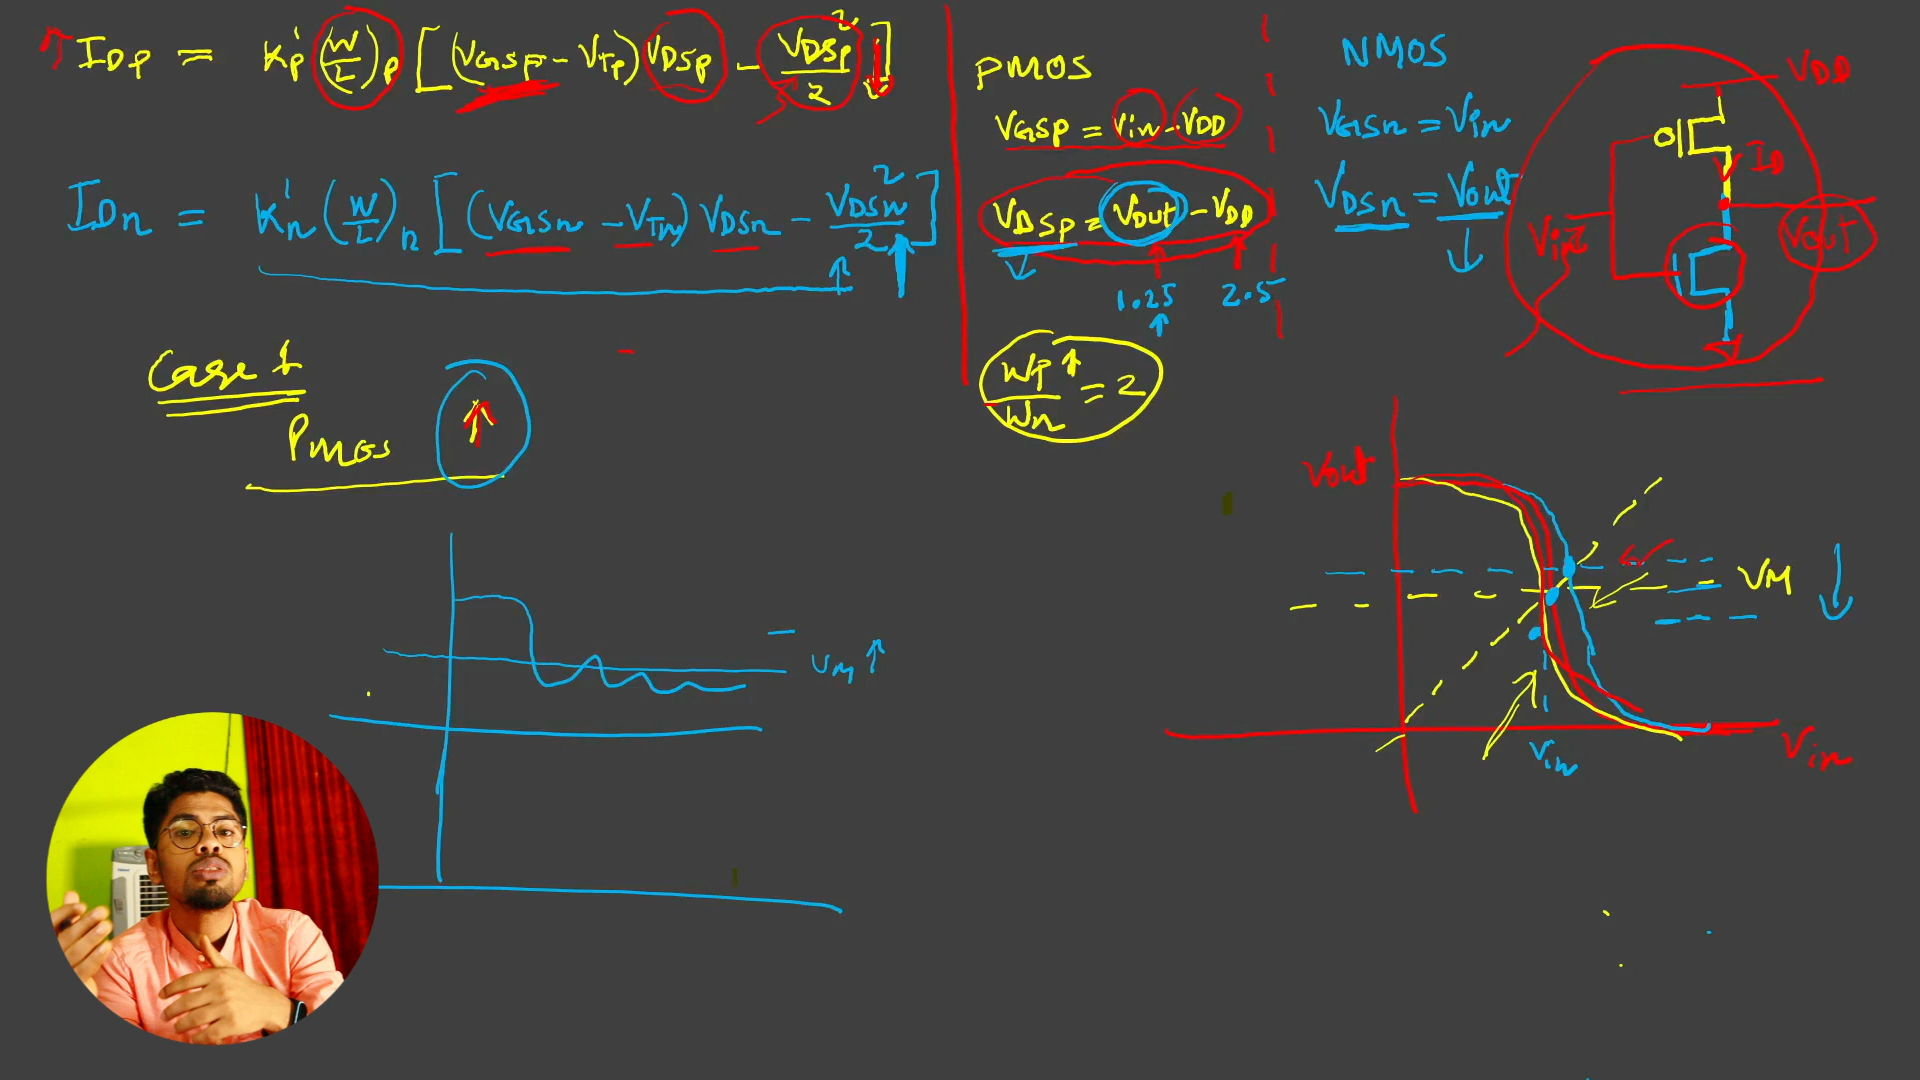 ↑ IDp = K'p (W/L)p [(VGSp - VTp) VDSp - VDSp²/2 ↓]
IDn = K'n (W/L)n [(VGSn - VTn) VDSn - VDSn²/2]
↑ ↑
Case 1
PMOS ↑
PMOS
VGSp = Vin - VDD
VDSp = Vout - VDD
↓ ↑ ↑
1.25 2.5
↑
Wp↑/Wn = 2
NMOS
VGSn = Vin
VDSn = Vout
↓
VDD
ID
Vin
Vout
Vout
VM ↓
Vin
Vin
VM ↑